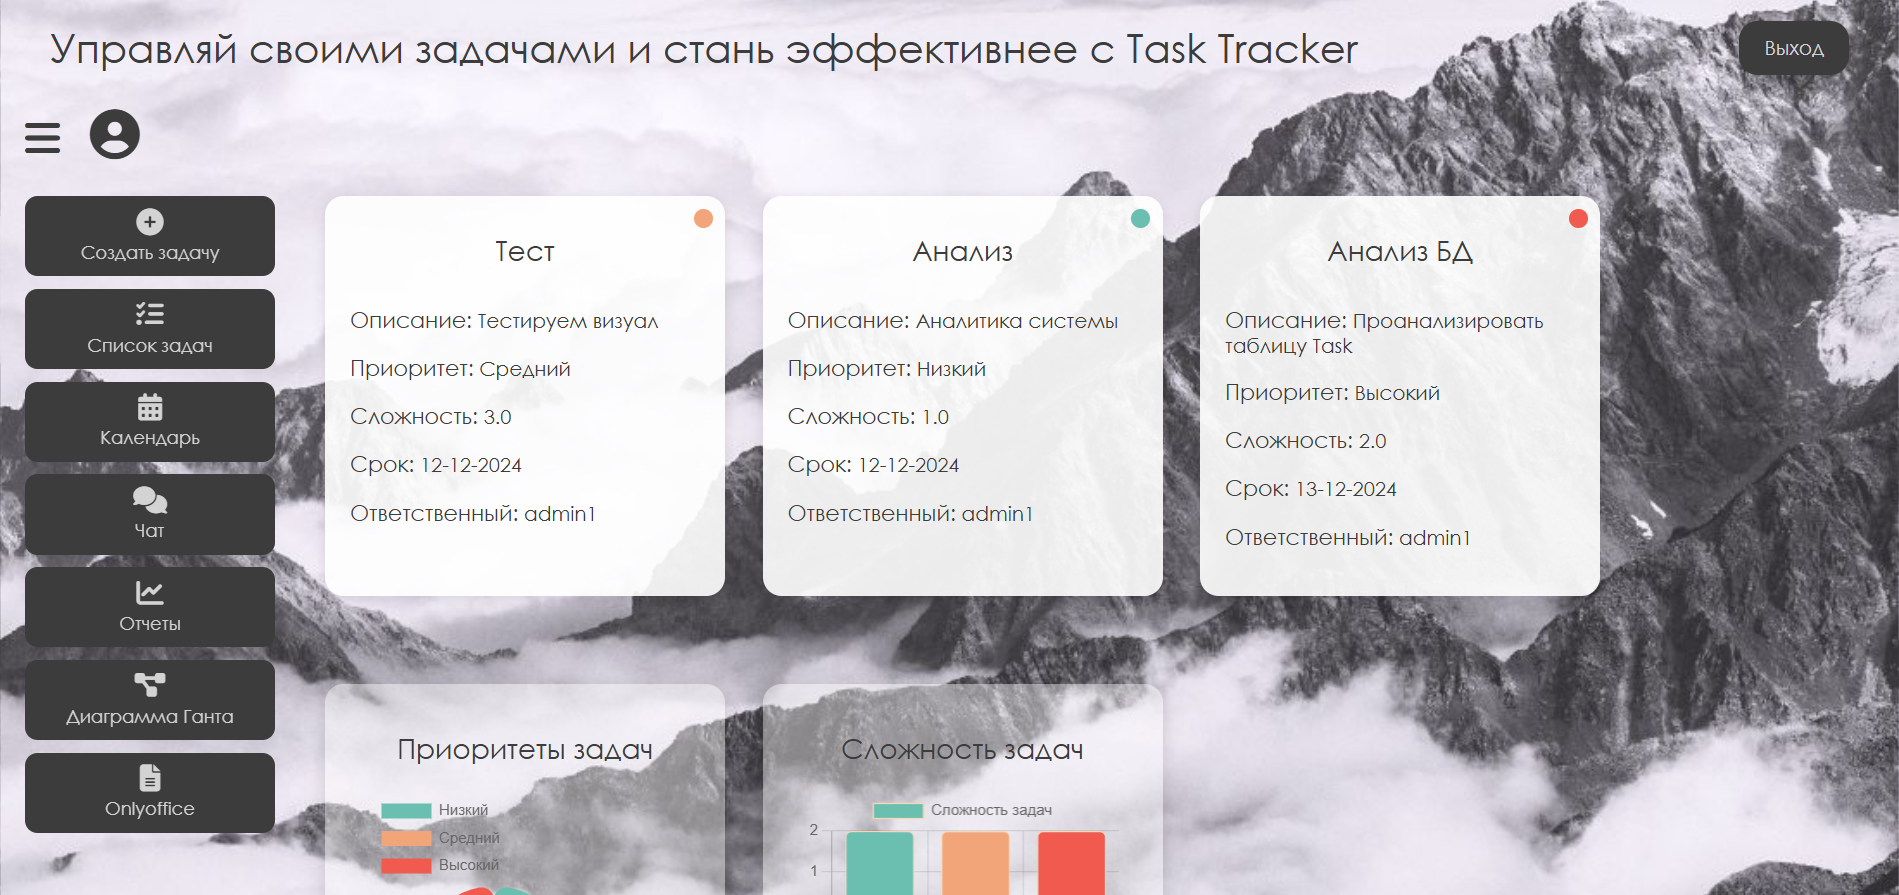 Управляй своими задачами и стань эффективнее с Task Tracker
Выход
Создать задачу
Список задач
Календарь
Чат
Отчеты
Диаграмма Ганта
Onlyoffice
Тест
Описание: Тестируем визуал
Приоритет: Средний
Сложность: 3.0
Срок: 12-12-2024
Ответственный: admin1
Анализ
Описание: Аналитика системы
Приоритет: Низкий
Сложность: 1.0
Срок: 12-12-2024
Ответственный: admin1
Анализ БД
Описание: Проанализировать
таблицу Task
Приоритет: Высокий
Сложность: 2.0
Срок: 13-12-2024
Ответственный: admin1
Приоритеты задач
Низкий
Средний
Высокий
Сложность задач
Сложность задач
2
1